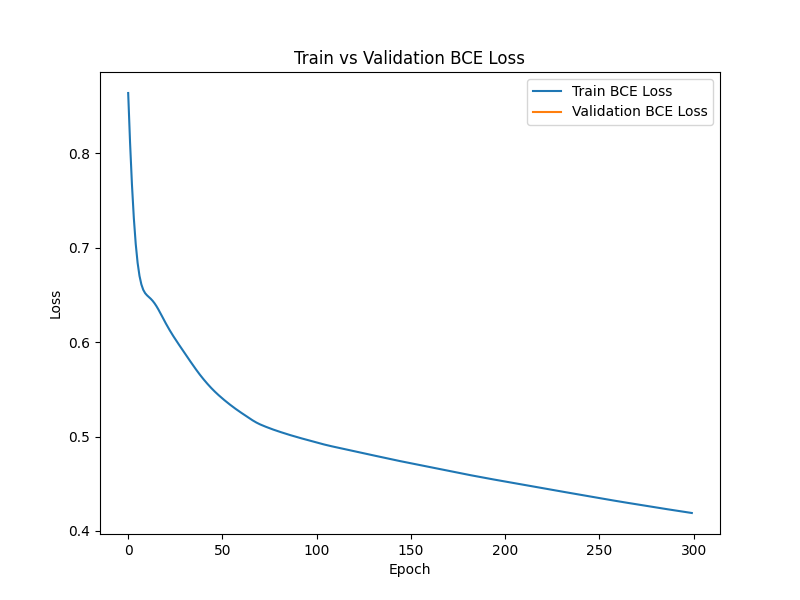 Train vs Validation BCE Loss
Train BCE Loss
Validation BCE Loss
0.8
0.7
0.6
0.5
0.4
Loss
0 50 100 150 200 250 300
Epoch